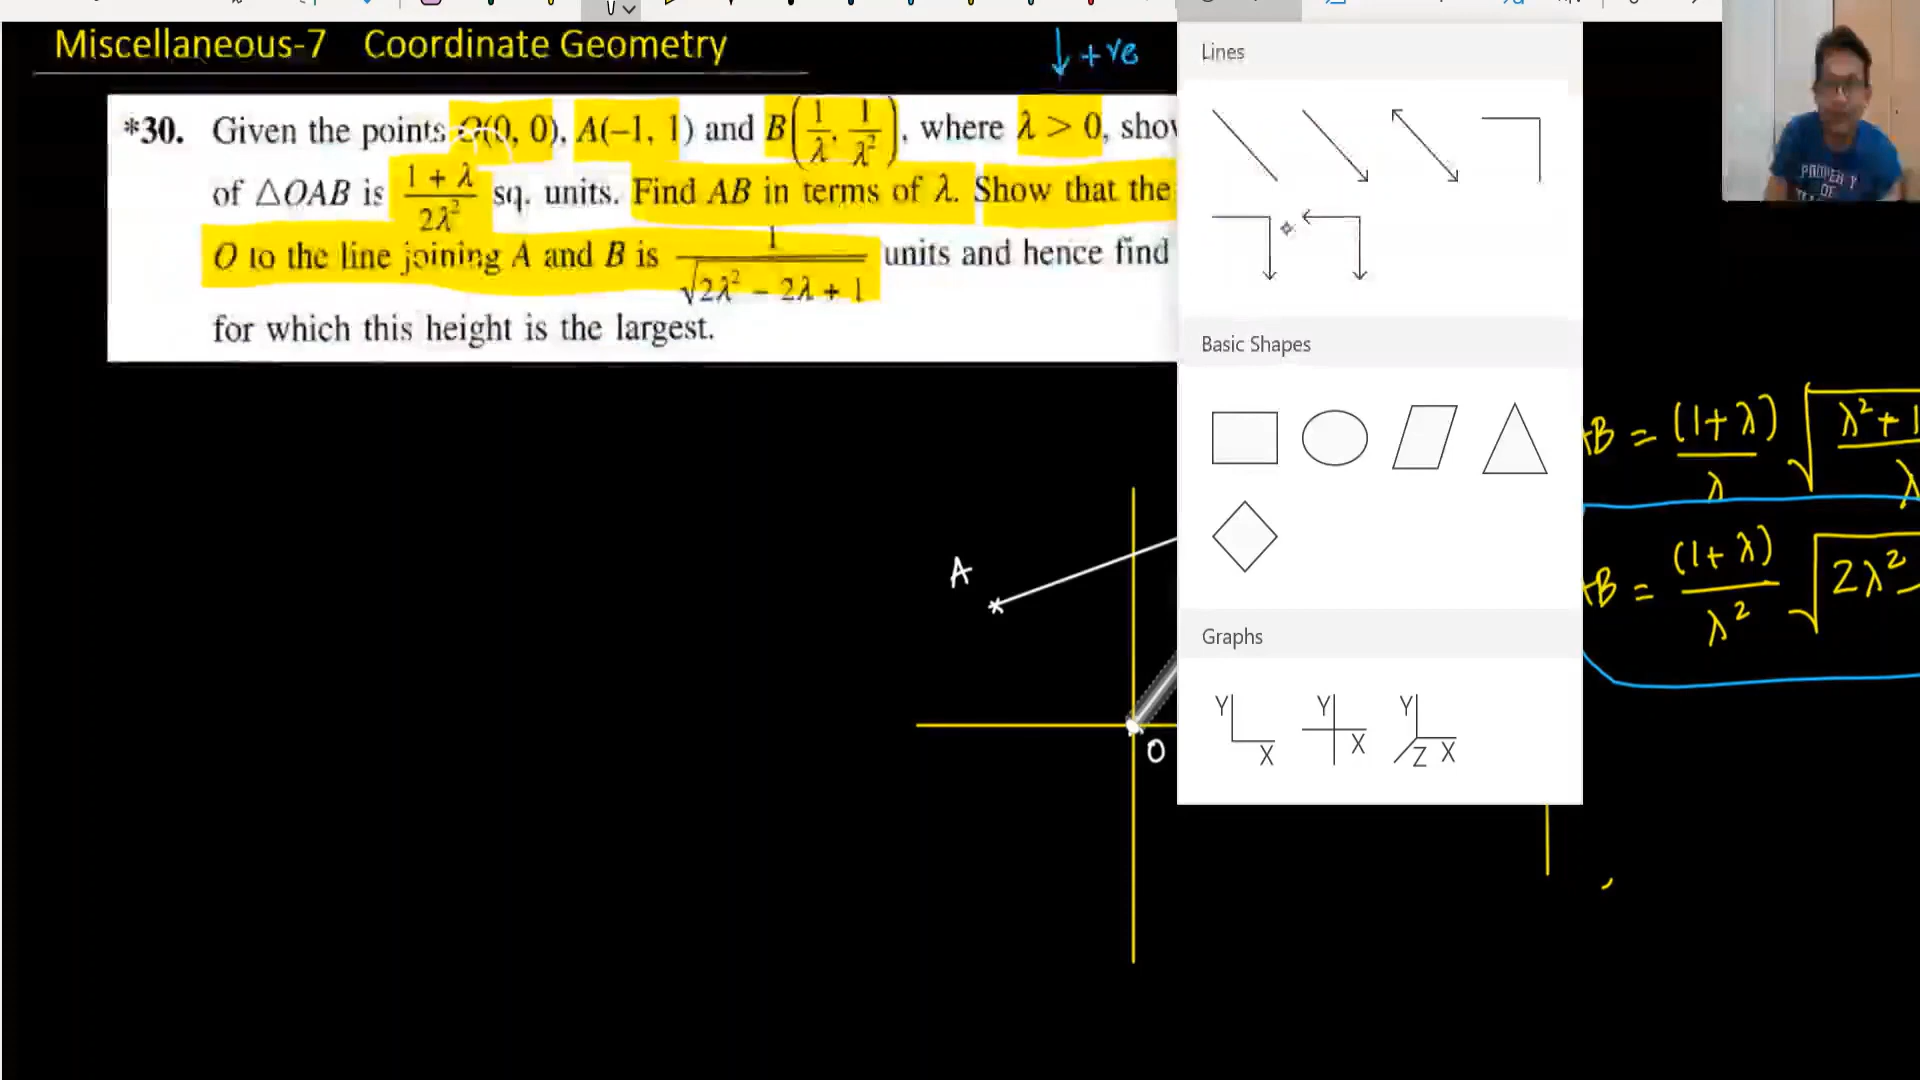 Miscellaneous-7 Coordinate Geometry
↓ +ve
*30. Given the points O(0, 0), A(−1, 1) and B(1/λ, 1/λ²), where λ > 0, show
of △OAB is (1 + λ)/(2λ²) sq. units. Find AB in terms of λ. Show that the
O to the line joining A and B is 1/√(2λ² − 2λ + 1) units and hence find
for which this height is the largest.
Lines
Basic Shapes
Graphs
Y X
Y X
Y Z X
A
O
B = (1+λ)/λ √(λ²+1
λ
B = (1+λ)/λ² √2λ²
PROPERTY
OF